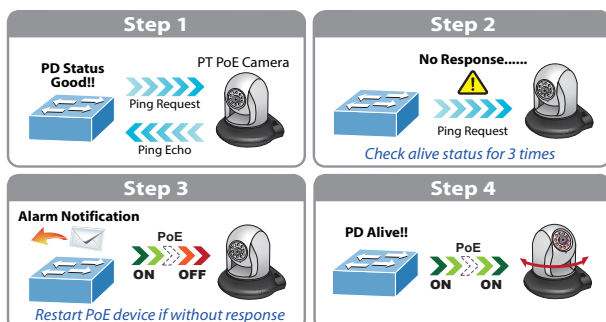 Step 1
PD Status
Good!!
PT PoE Camera
Ping Request
Ping Echo
Step 2
No Response......
!
Ping Request
Check alive status for 3 times
Step 3
Alarm Notification
PoE
ON OFF
Restart PoE device if without response
Step 4
PD Alive!!
PoE
ON ON